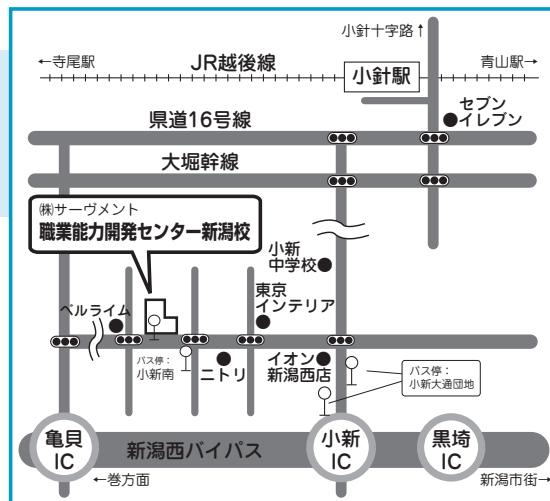 小針十字路↑
←寺尾駅
JR越後線
青山駅→
小針駅
セブン
イレブン
県道16号線
大堀幹線
㈱サーヴメント
職業能力開発センター新潟校
小新
中学校
東京
インテリア
ベルライム
バス停:
小新南
ニトリ
イオン
新潟西店
バス停:
小新大通団地
亀貝
IC
新潟西バイパス
小新
IC
黒埼
IC
←巻方面
新潟市街→